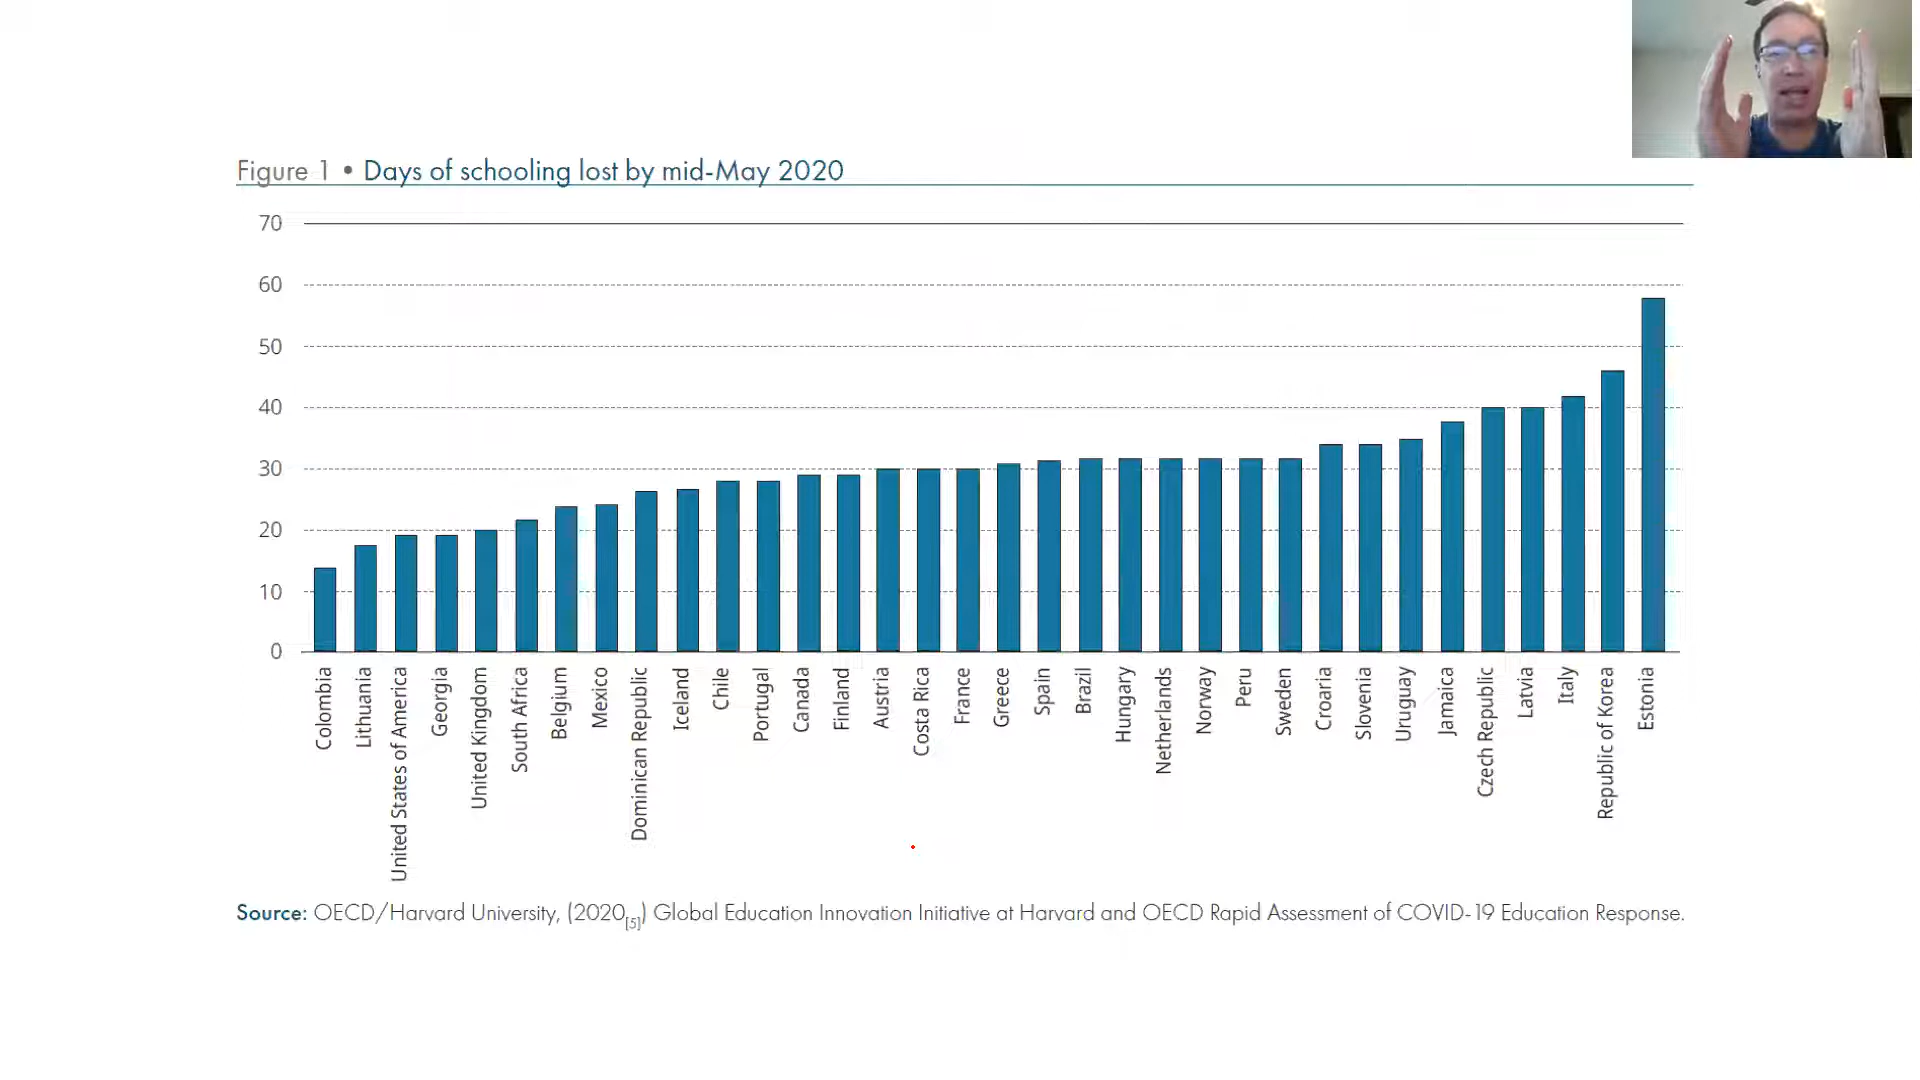 Figure 1 • Days of schooling lost by mid-May 2020
70
60
50
40
30
20
10
0
Colombia
Lithuania
United States of America
Georgia
United Kingdom
South Africa
Belgium
Mexico
Dominican Republic
Iceland
Chile
Portugal
Canada
Finland
Austria
Costa Rica
France
Greece
Spain
Brazil
Hungary
Netherlands
Norway
Peru
Sweden
Croaria
Slovenia
Uruguay
Jamaica
Czech Republic
Latvia
Italy
Republic of Korea
Estonia
Source: OECD/Harvard University, (2020[5]) Global Education Innovation Initiative at Harvard and OECD Rapid Assessment of COVID-19 Education Response.